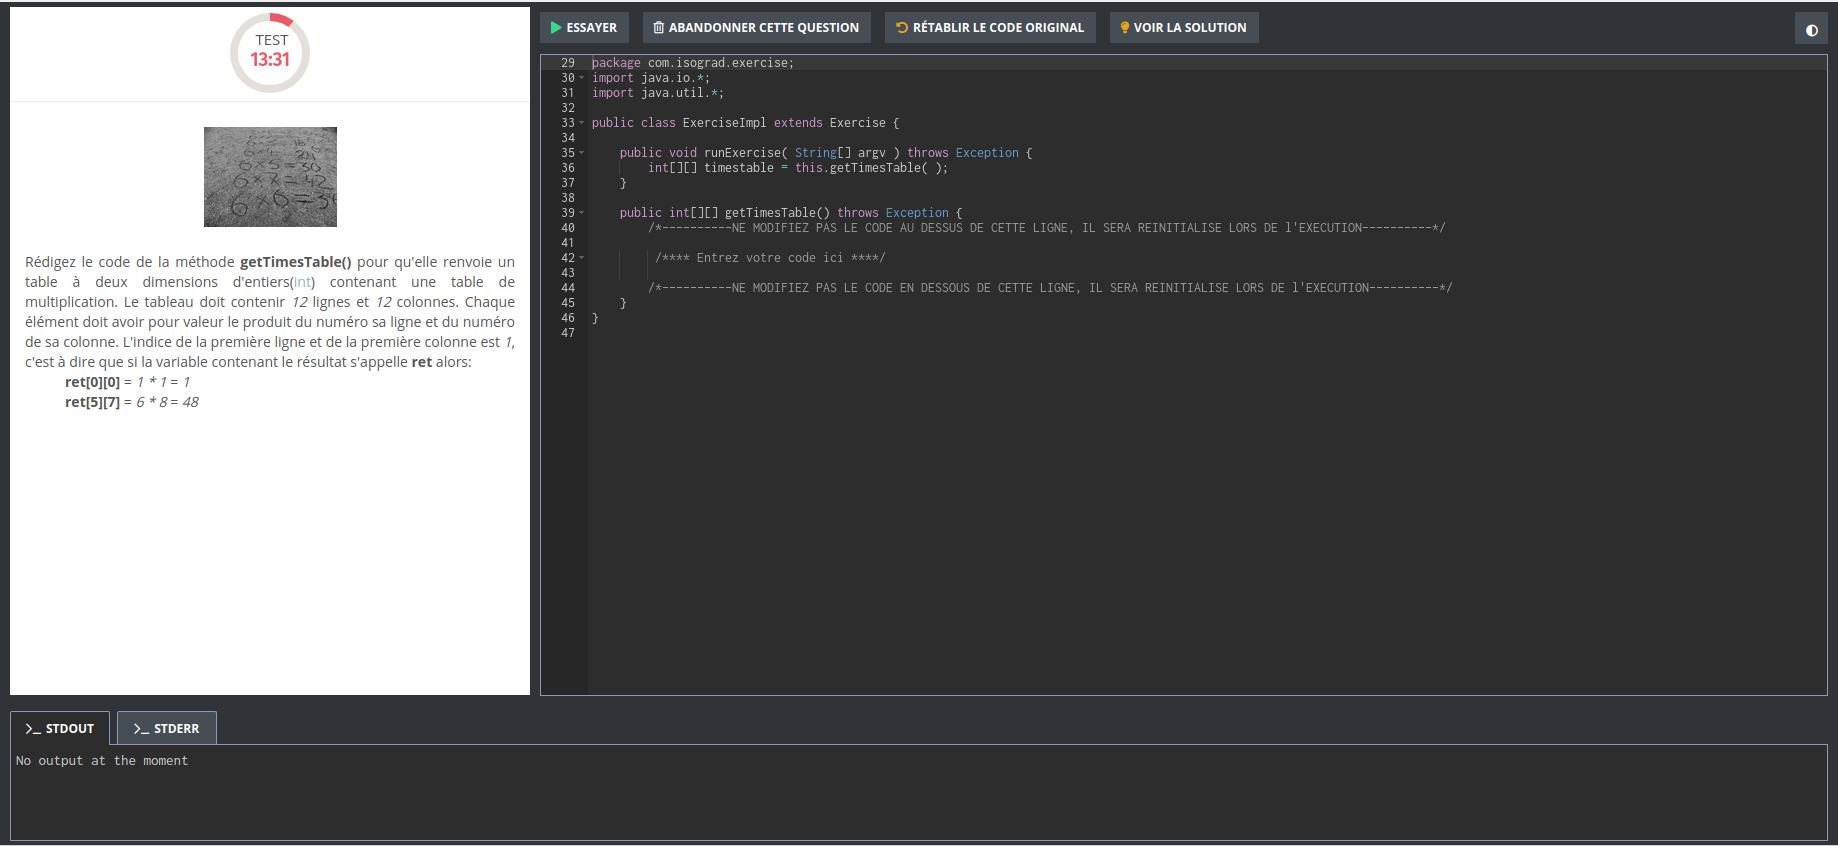 TEST
13:31
6×5=30
6×7=42
6×6=3
Rédigez le code de la méthode getTimesTable() pour qu'elle renvoie un
table à deux dimensions d'entiers(int) contenant une table de
multiplication. Le tableau doit contenir 12 lignes et 12 colonnes. Chaque
élément doit avoir pour valeur le produit du numéro sa ligne et du numéro
de sa colonne. L'indice de la première ligne et de la première colonne est 1,
c'est à dire que si la variable contenant le résultat s'appelle ret alors:
ret[0][0] = 1 * 1 = 1
ret[5][7] = 6 * 8 = 48
ESSAYER
ABANDONNER CETTE QUESTION
RÉTABLIR LE CODE ORIGINAL
VOIR LA SOLUTION
29 package com.isograd.exercise;
30 import java.io.*;
31 import java.util.*;
32
33 public class ExerciseImpl extends Exercise {
34
35 public void runExercise( String[] argv ) throws Exception {
36 int[][] timestable = this.getTimesTable( );
37 }
38
39 public int[][] getTimesTable() throws Exception {
40 /*----------NE MODIFIEZ PAS LE CODE AU DESSUS DE CETTE LIGNE, IL SERA REINITIALISE LORS DE l'EXECUTION----------*/
41
42 /**** Entrez votre code ici ****/
43
44 /*----------NE MODIFIEZ PAS LE CODE EN DESSOUS DE CETTE LIGNE, IL SERA REINITIALISE LORS DE l'EXECUTION----------*/
45 }
46 }
47
>_ STDOUT
>_ STDERR
No output at the moment